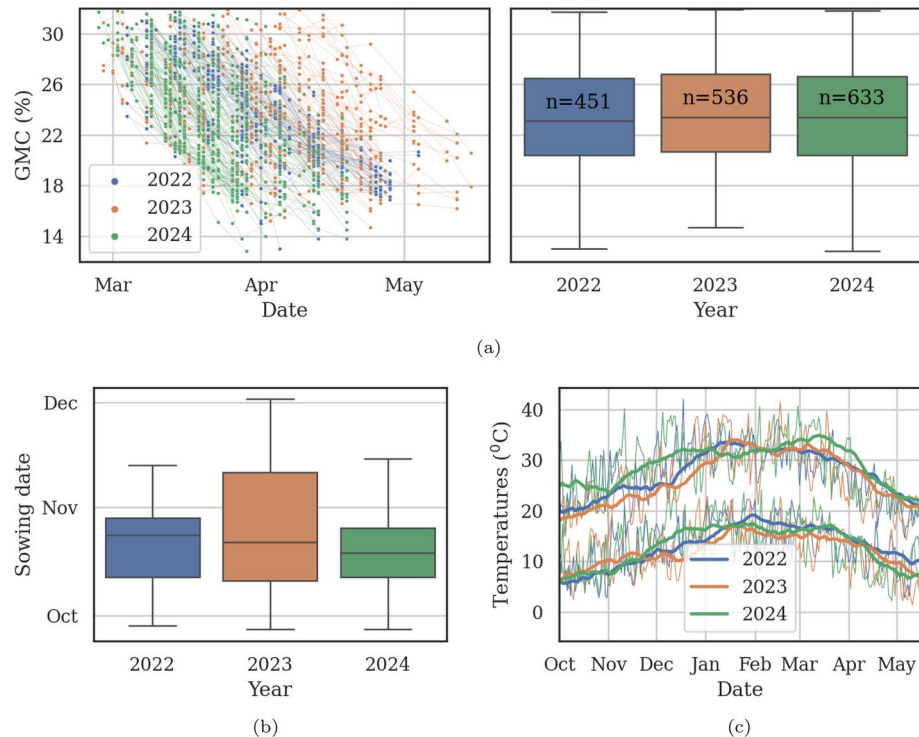 30
26
22
18
14
GMC (%)
2022
2023
2024
Mar
Apr
May
Date
n=451
n=536
n=633
2022
2023
2024
Year
(a)
Dec
Nov
Oct
Sowing date
2022
2023
2024
Year
(b)
40
30
20
10
0
Temperatures (⁰C)
2022
2023
2024
Oct Nov Dec Jan Feb Mar Apr May
Date
(c)